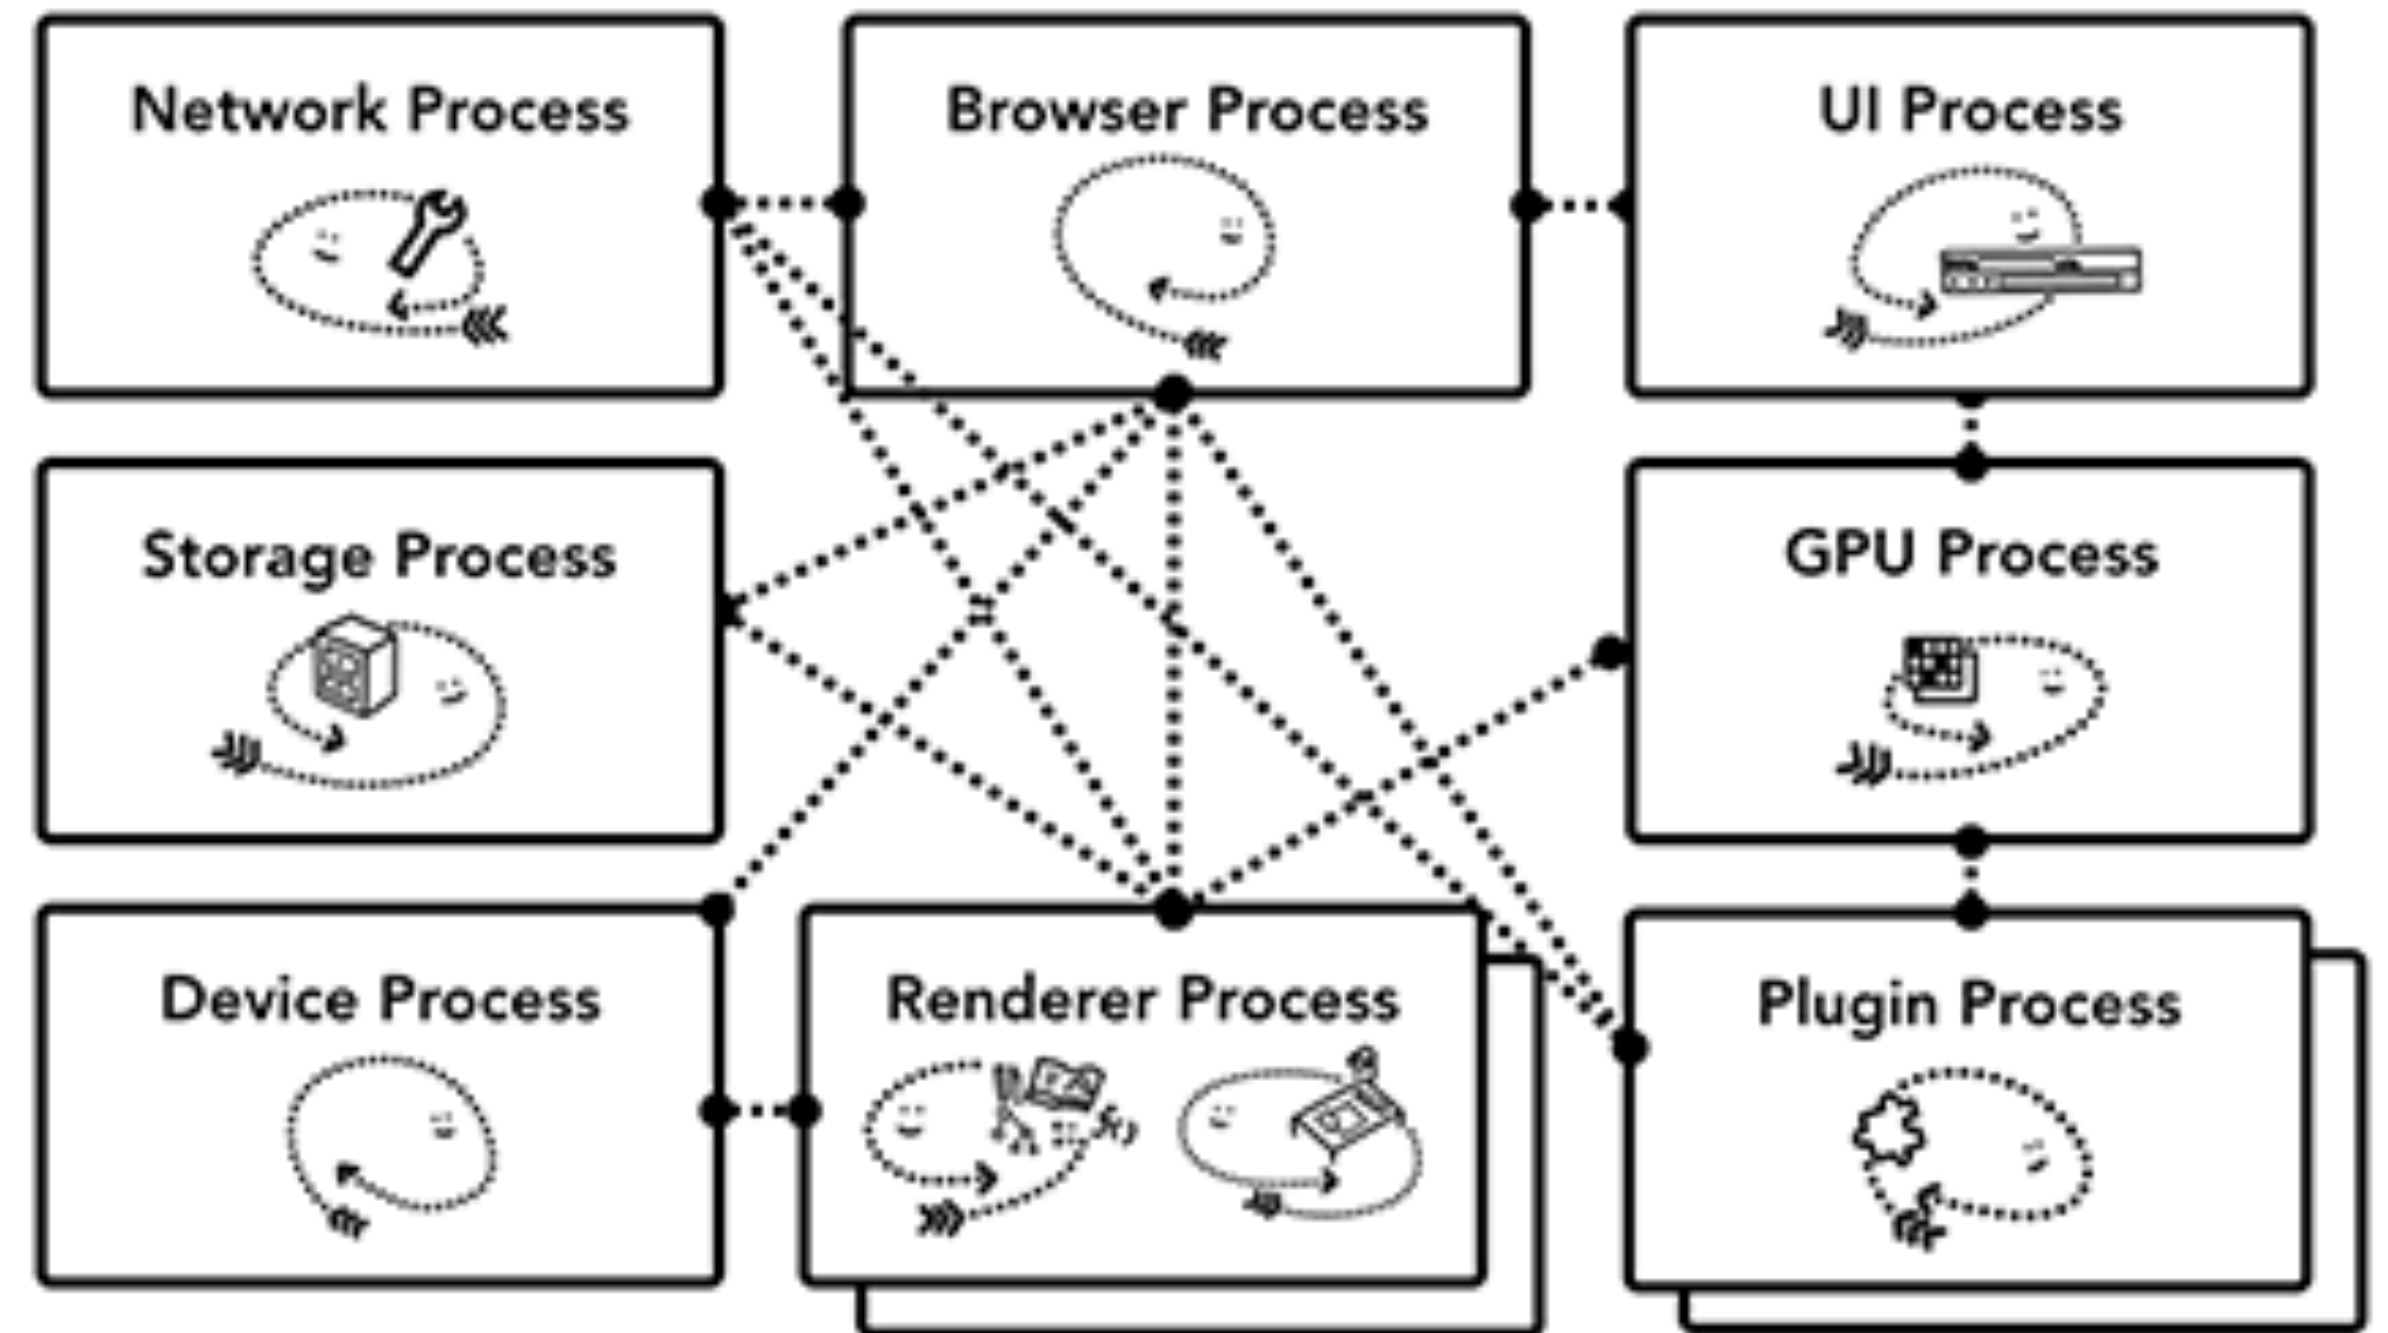 Network Process
Browser Process
UI Process
Storage Process
GPU Process
Device Process
Renderer Process
Plugin Process